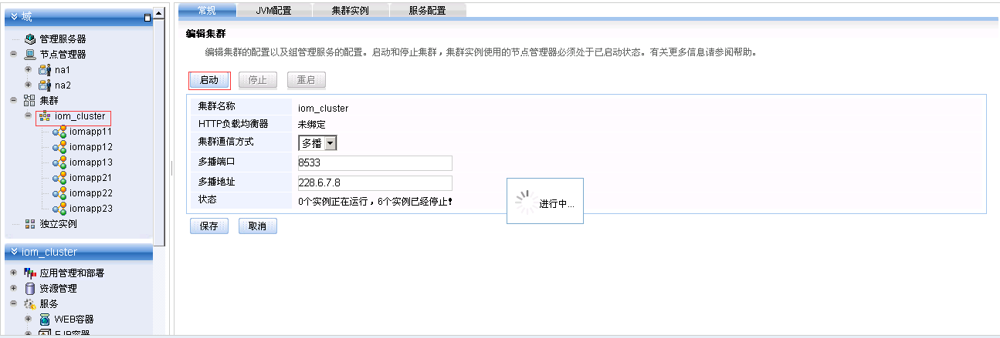 域
管理服务器
节点管理器
na1
na2
集群
iom_cluster
iomapp11
iomapp12
iomapp13
iomapp21
iomapp22
iomapp23
独立实例
iom_cluster
应用管理和部署
资源管理
服务
WEB容器
EJB容器
常规 JVM配置 集群实例 服务配置
编辑集群
编辑集群的配置以及组管理服务的配置。启动和停止集群，集群实例使用的节点管理器必须处于已启动状态。有关更多信息请参阅帮助。
启动 停止 重启
集群名称 iom_cluster
HTTP负载均衡器 未绑定
集群通信方式 多播
多播端口 8533
多播地址 228.6.7.8
状态 0个实例正在运行，6个实例已经停止!
进行中...
保存 取消